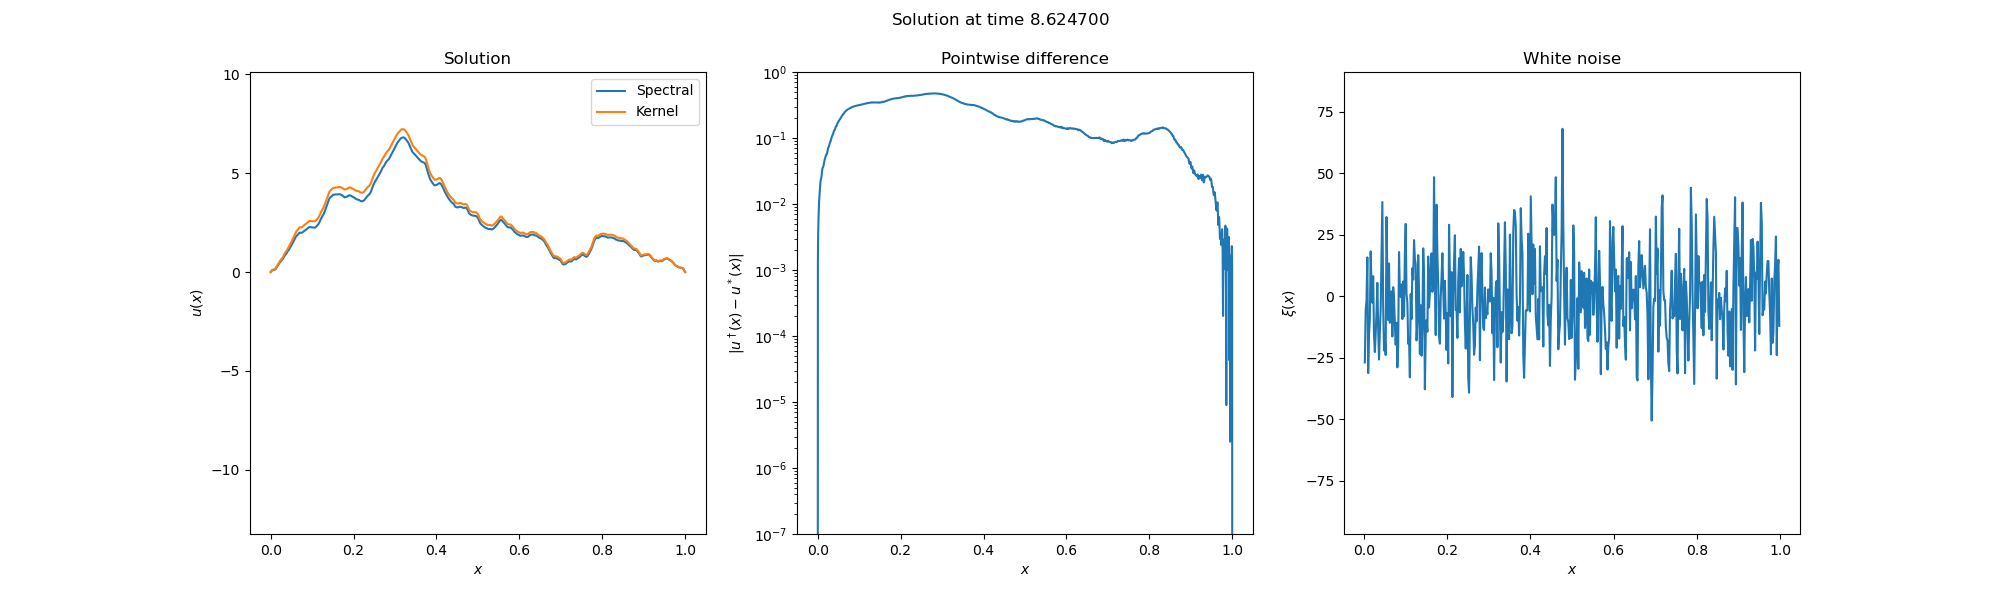 Solution at time 8.624700
Solution
10
5
0
−5
−10
u(x)
0.0 0.2 0.4 0.6 0.8 1.0
x
Spectral
Kernel
Pointwise difference
10⁰
10⁻¹
10⁻²
10⁻³
10⁻⁴
10⁻⁵
10⁻⁶
10⁻⁷
|u†(x) − u*(x)|
0.0 0.2 0.4 0.6 0.8 1.0
x
White noise
75
50
25
0
−25
−50
−75
ξ(x)
0.0 0.2 0.4 0.6 0.8 1.0
x